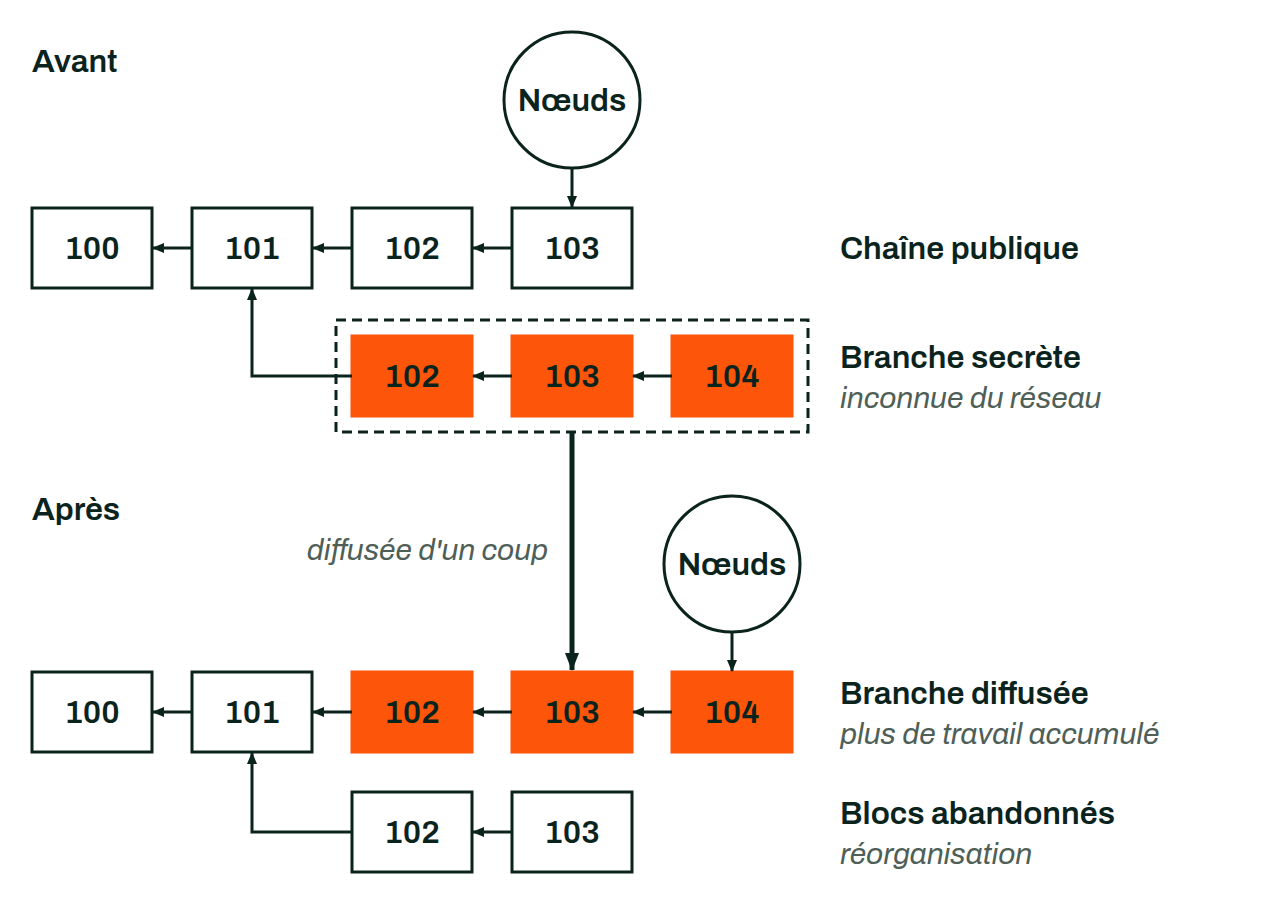 Avant
Nœuds
100
101
102
103
Chaîne publique
102
103
104
Branche secrète
inconnue du réseau
Après
diffusée d'un coup
Nœuds
100
101
102
103
104
Branche diffusée
plus de travail accumulé
102
103
Blocs abandonnés
réorganisation